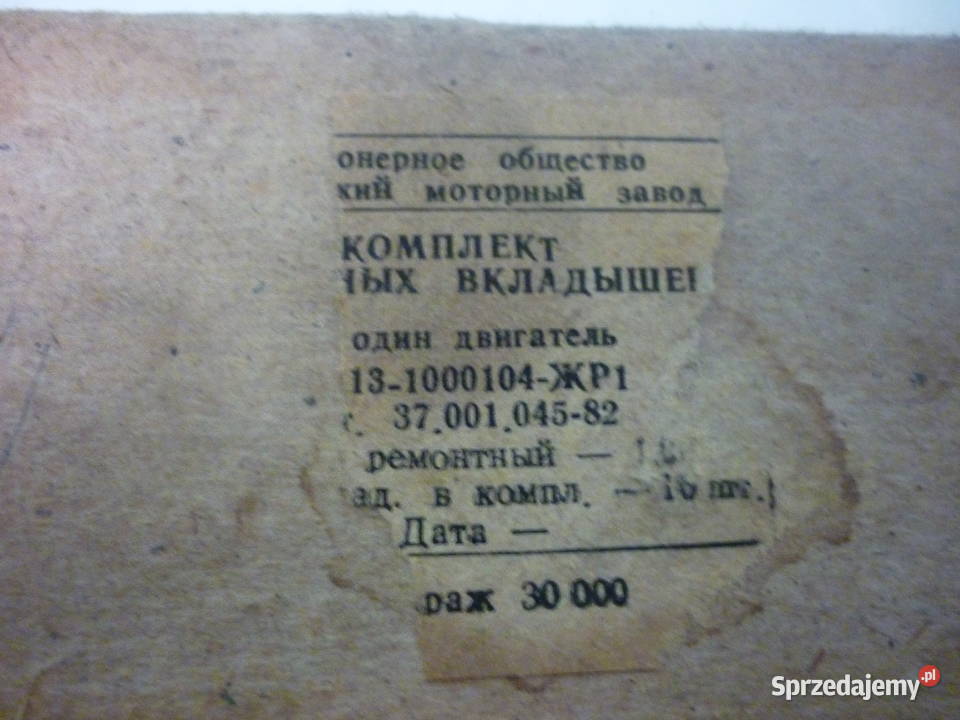 онерное общество
кий моторный завод
КОМПЛЕКТ
НЫХ ВКЛАДЫШЕЙ
один двигатель
13-1000104-ЖР1
37.001.045-82
ремонтный —
ад. в компл. — 10 шт.
Дата —
раж 30 000
Sprzedajemy.pl